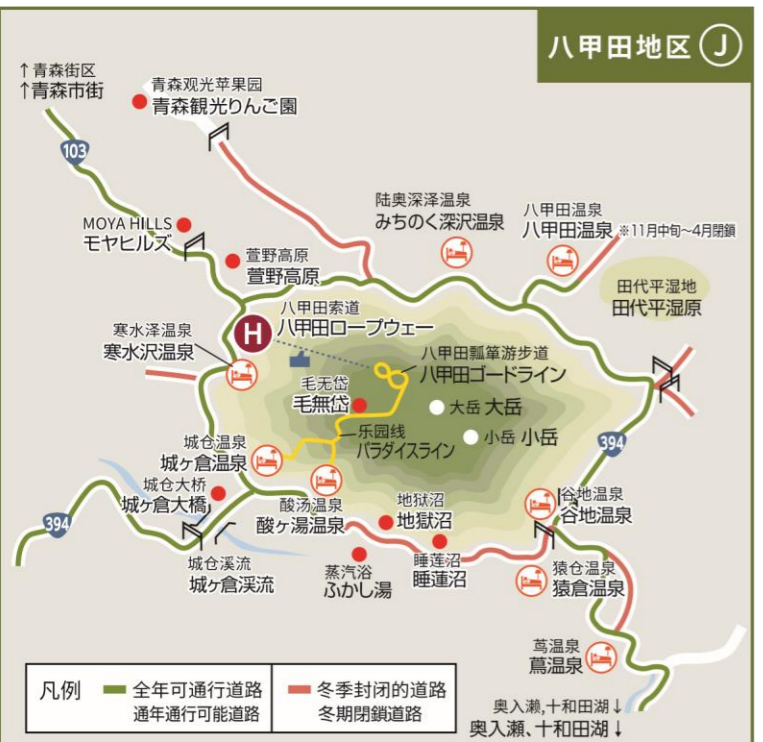 八甲田地区 J
↑青森街区
↑青森市街
青森观光苹果园
青森観光りんご園
103
陆奥深泽温泉
みちのく深沢温泉
八甲田温泉
八甲田温泉 ※11月中旬〜4月閉鎖
MOYA HILLS
モヤヒルズ
萱野高原
萱野高原
田代平湿地
田代平湿原
八甲田索道
H 八甲田ロープウェー
寒水泽温泉
寒水沢温泉
八甲田瓢箪游步道
八甲田ゴードライン
毛无岱
毛無岱
大岳 大岳
小岳 小岳
乐园线
パラダイスライン
394
城仓温泉
城ヶ倉温泉
城仓大桥
城ヶ倉大橋
酸汤温泉
酸ヶ湯温泉
地狱沼
地獄沼
谷地温泉
谷地温泉
394
城仓溪流
城ヶ倉渓流
蒸汽浴
ふかし湯
睡莲沼
睡蓮沼
猿仓温泉
猿倉温泉
茑温泉
蔦温泉
奥入濑,十和田湖↓
奥入瀬、十和田湖↓
凡例
全年可通行道路
通年通行可能道路
冬季封闭的道路
冬期閉鎖道路